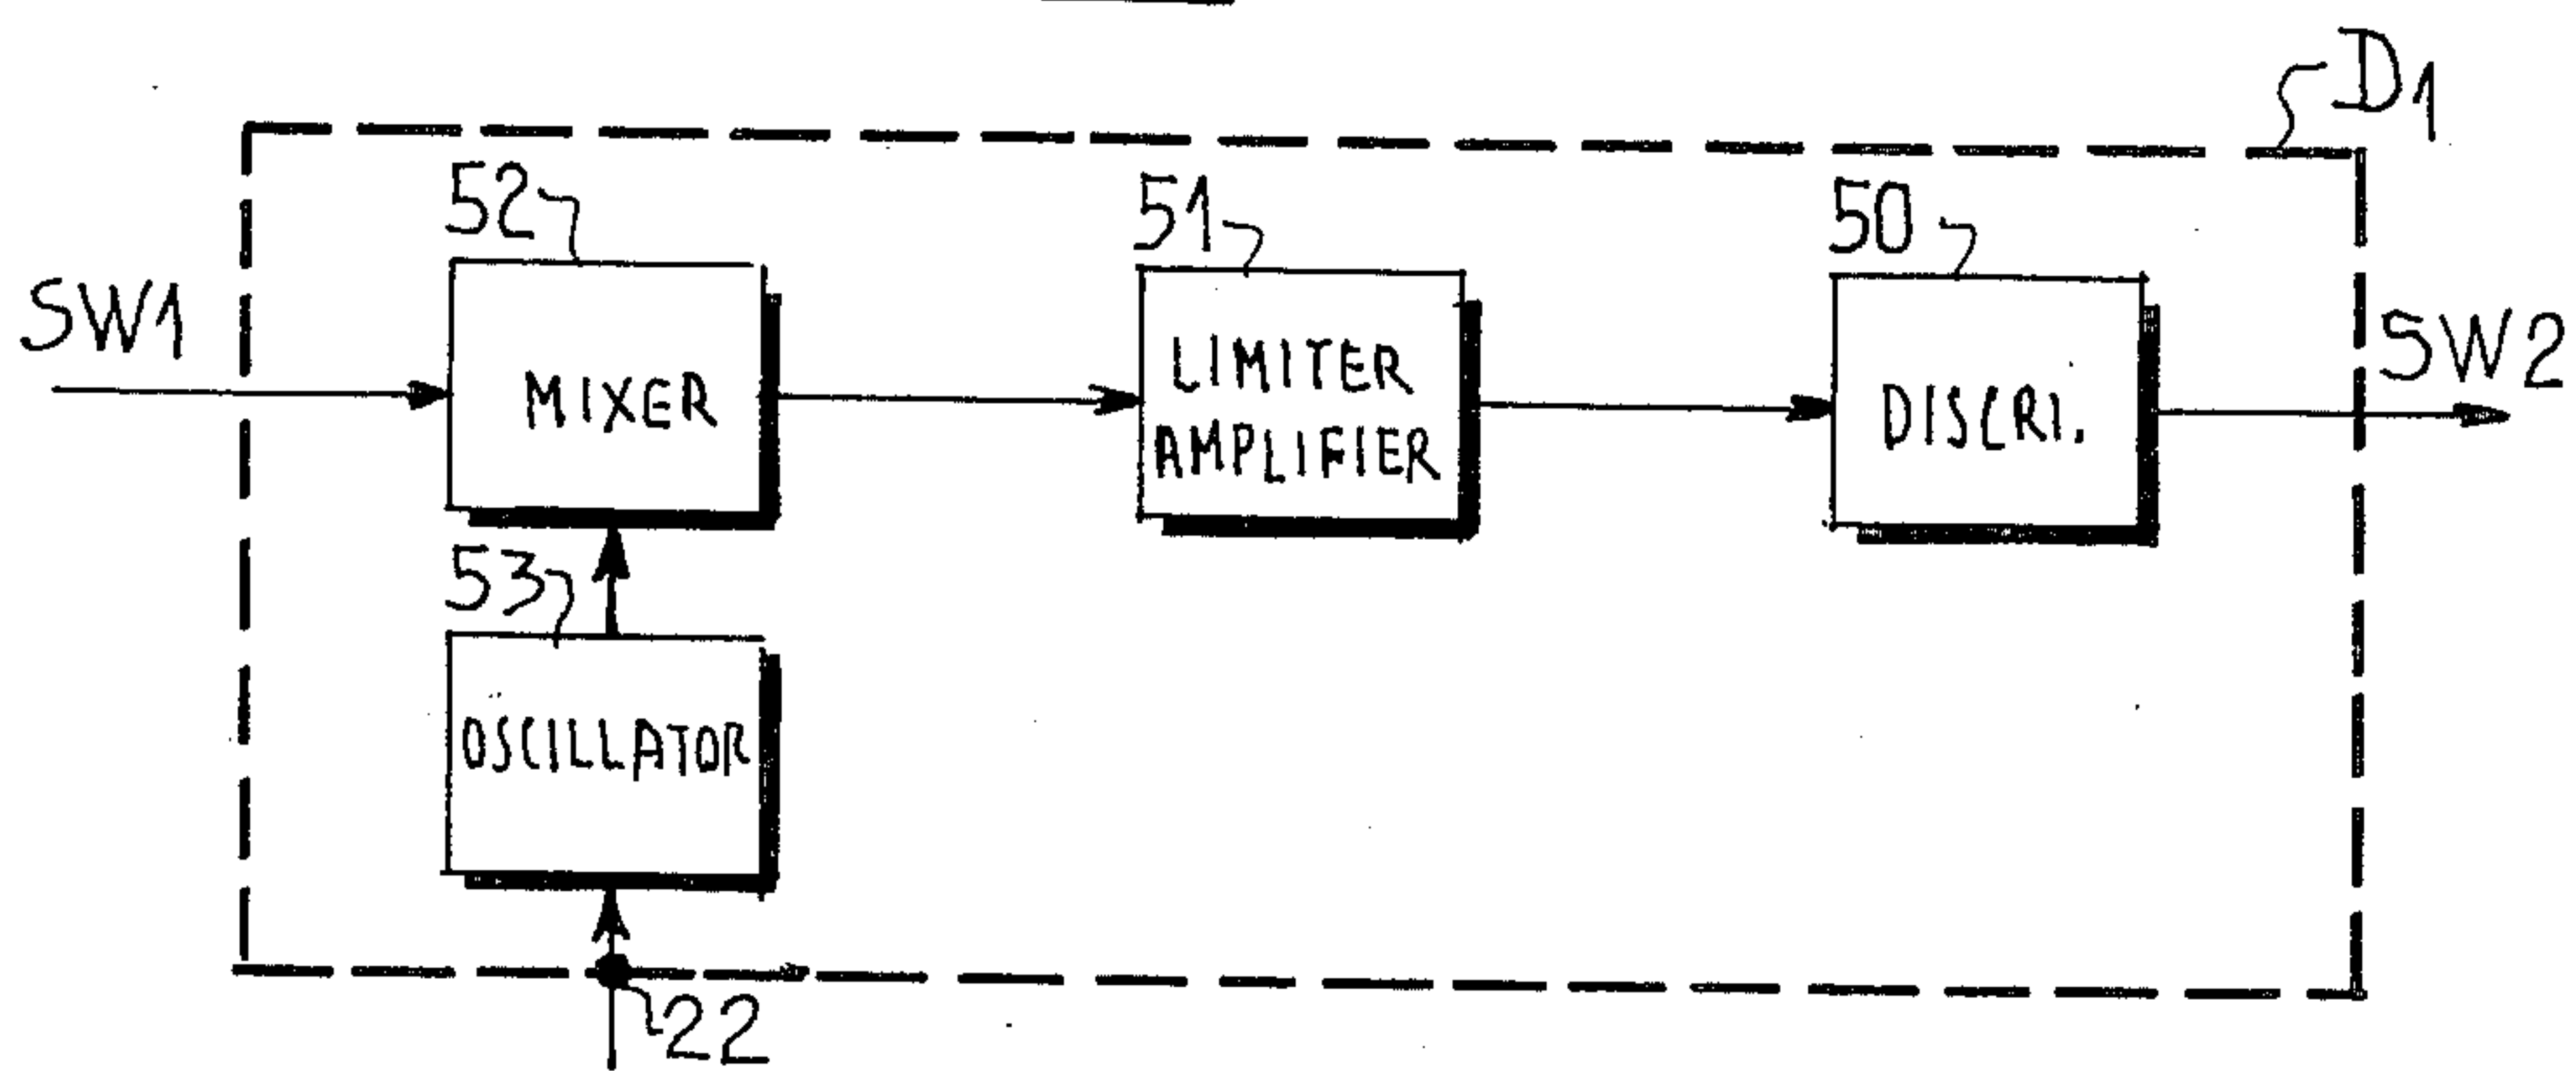 D1
52
51
50
SW1
MIXER
LIMITER
AMPLIFIER
DISCRI.
SW2
53
OSCILLATOR
22